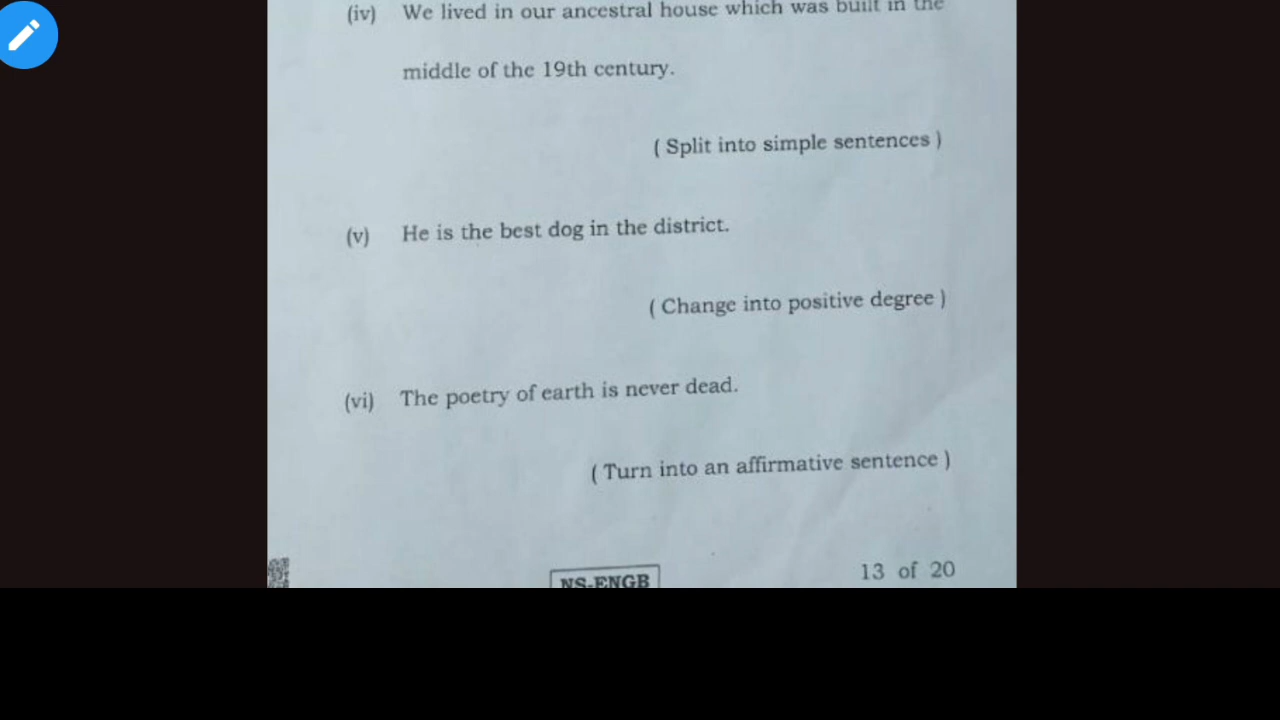 (iv) We lived in our ancestral house which was built in the
middle of the 19th century.
( Split into simple sentences )
(v) He is the best dog in the district.
( Change into positive degree )
(vi) The poetry of earth is never dead.
( Turn into an affirmative sentence )
NS-ENGB
13 of 20